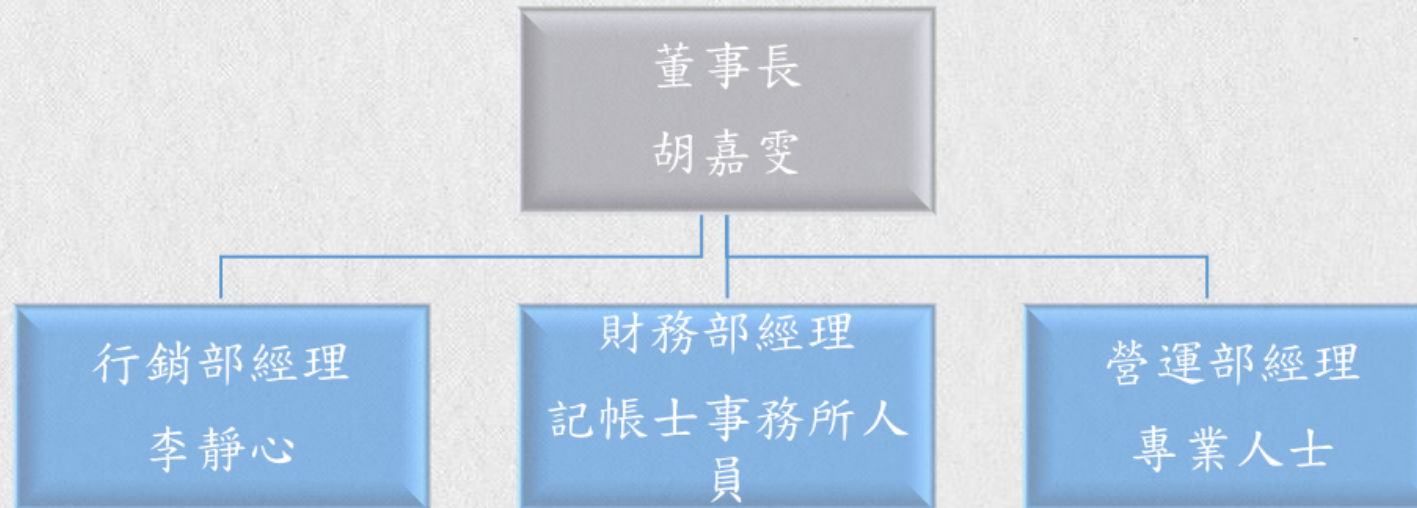 董事長
胡嘉雯
行銷部經理
李靜心
財務部經理
記帳士事務所人
員
營運部經理
專業人士